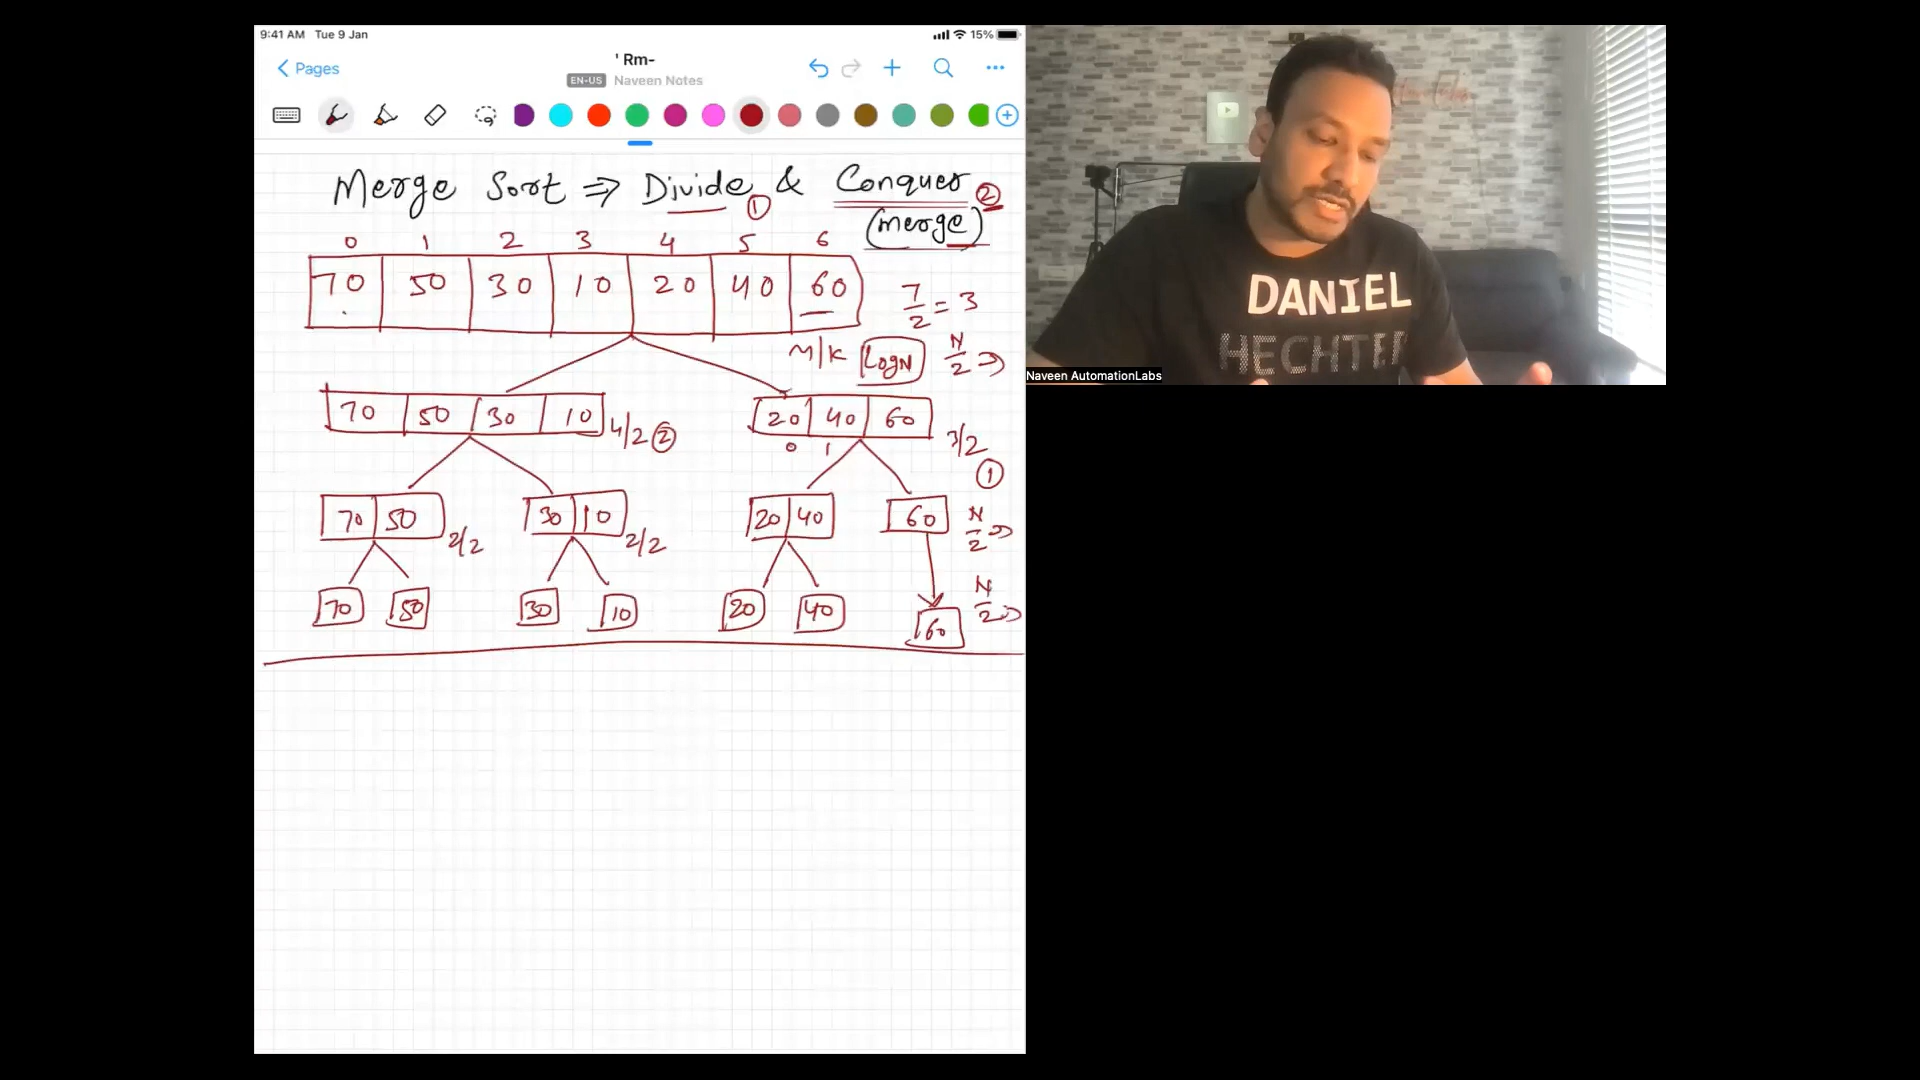 9:41 AM Tue 9 Jan 15%
Pages
' Rm-
EN-US Naveen Notes
Merge Sort ⇒ Divide ① & Conquer ②
(merge)
0 1 2 3 4 5 6
70 50 30 10 20 40 60
7/2 = 3
M/K LogN N/2 ⇒
70 50 30 10 4/2 ②
20 40 60 3/2 ①
0 1
70 50 2/2
30 10 2/2
20 40
60 N/2 ⇒
70 50 30 10 20 40 60 N/2 ⇒
DANIEL
HECHTER
Naveen AutomationLabs